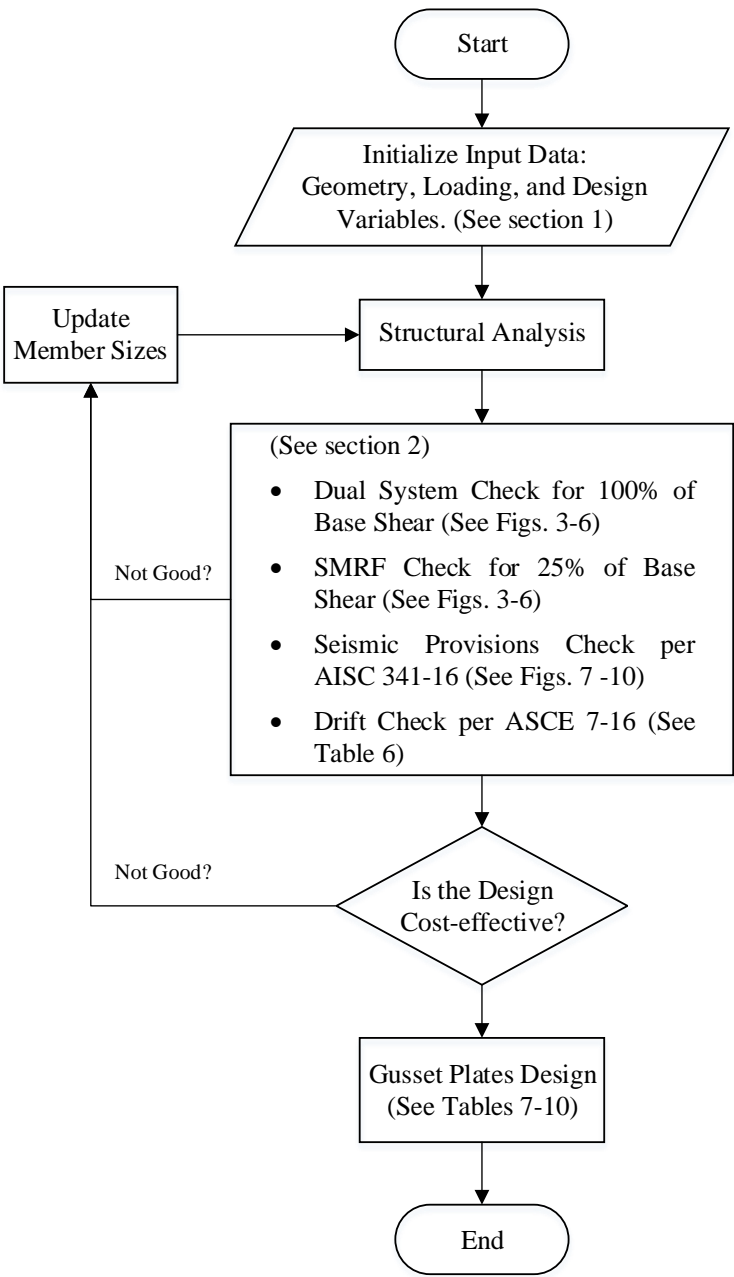 Start
Initialize Input Data:
Geometry, Loading, and Design
Variables. (See section 1)
Update
Member Sizes
Structural Analysis
(See section 2)
• Dual System Check for 100% of
Base Shear (See Figs. 3-6)
• SMRF Check for 25% of Base
Shear (See Figs. 3-6)
• Seismic Provisions Check per
AISC 341-16 (See Figs. 7 -10)
• Drift Check per ASCE 7-16 (See
Table 6)
Not Good?
Is the Design
Cost-effective?
Not Good?
Gusset Plates Design
(See Tables 7-10)
End